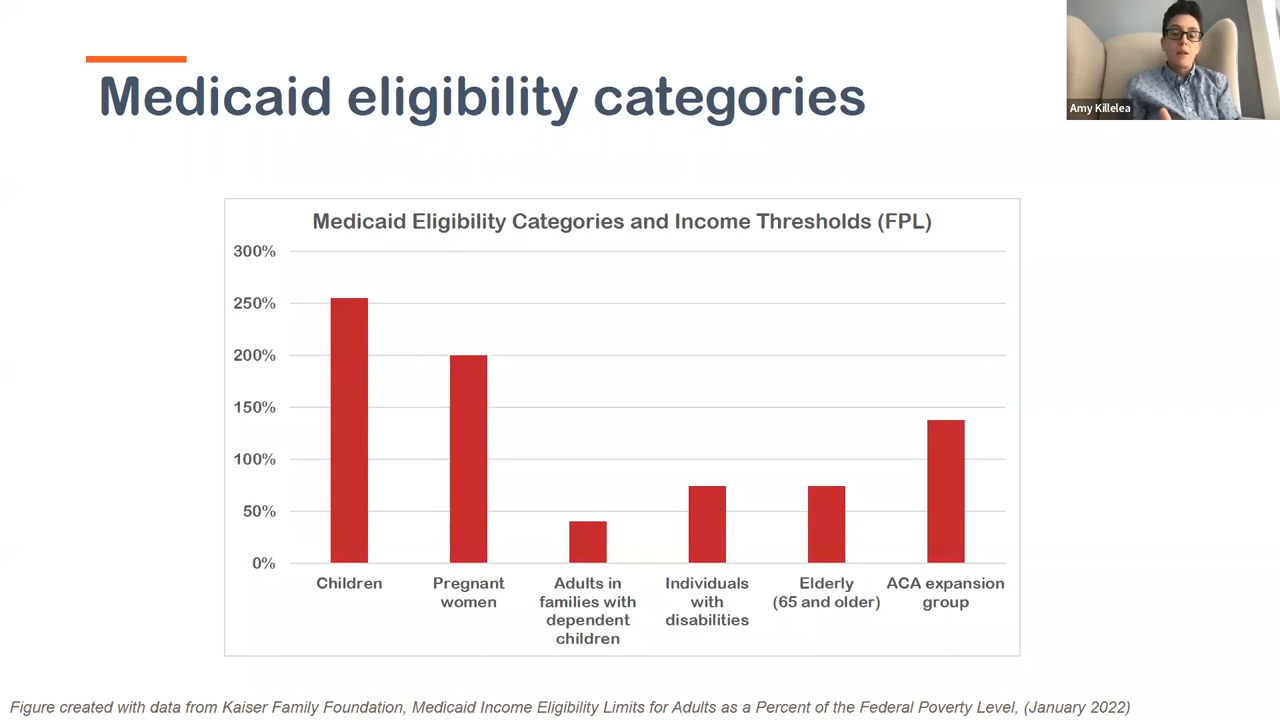 Medicaid eligibility categories
Amy Killelea
Medicaid Eligibility Categories and Income Thresholds (FPL)
300%
250%
200%
150%
100%
50%
0%
Children
Pregnant
women
Adults in
families with
dependent
children
Individuals
with
disabilities
Elderly
(65 and older)
ACA expansion
group
Figure created with data from Kaiser Family Foundation, Medicaid Income Eligibility Limits for Adults as a Percent of the Federal Poverty Level, (January 2022)